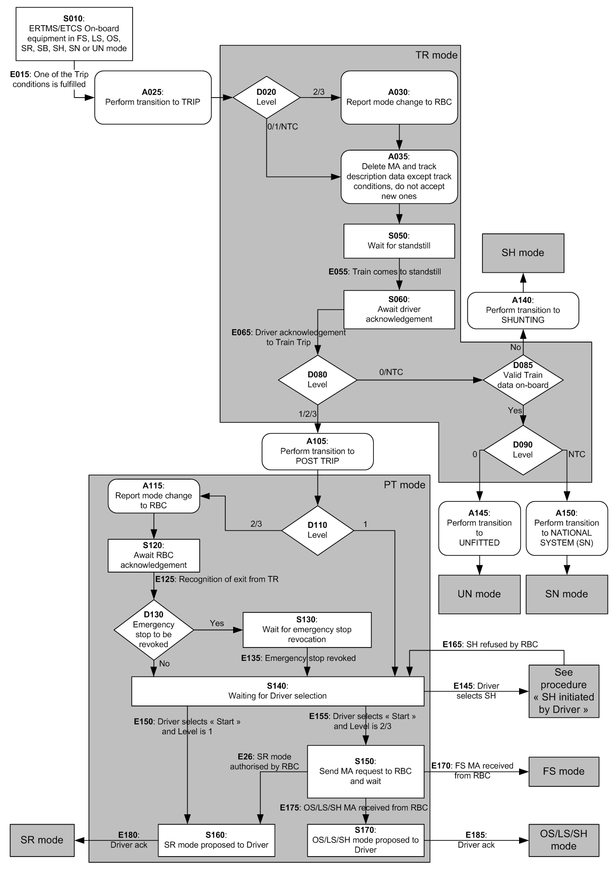 S010:
ERTMS/ETCS On-board
equipment in FS, LS, OS,
SR, SB, SH, SN or UN mode
TR mode
E015: One of the Trip
conditions is fulfilled
A025:
Perform transition to TRIP
D020
Level
2/3
A030:
Report mode change to RBC
0/1/NTC
A035:
Delete MA and track
description data except track
conditions, do not accept
new ones
S050:
Wait for standstill
E055: Train comes to standstill
SH mode
S060:
Await driver
acknowledgement
A140:
Perform transition to
SHUNTING
E065: Driver acknowledgement
to Train Trip
No
D080
Level
0/NTC
D085
Valid Train
data on-board
1/2/3
Yes
A105:
Perform transition to
POST TRIP
D090
Level
0
NTC
PT mode
A115:
Report mode change
to RBC
2/3
D110
Level
1
A145:
Perform transition
to
UNFITTED
A150:
Perform transition
to NATIONAL
SYSTEM (SN)
S120:
Await RBC
acknowledgement
E125: Recognition of exit from TR
UN mode
SN mode
D130
Emergency
stop to be
revoked
Yes
S130:
Wait for emergency stop
revocation
No
E135: Emergency stop revoked
E165: SH refused by RBC
S140:
Waiting for Driver selection
E145: Driver
selects SH
See
procedure
« SH initiated
by Driver »
E150: Driver selects « Start »
and Level is 1
E155: Driver selects « Start »
and Level is 2/3
E26: SR mode
authorised by RBC
S150:
Send MA request to RBC
and wait
E170: FS MA received
from RBC
FS mode
E175: OS/LS/SH MA received from RBC
SR mode
E180:
Driver ack
S160:
SR mode proposed to Driver
S170:
OS/LS/SH mode proposed to
Driver
E185:
Driver ack
OS/LS/SH
mode